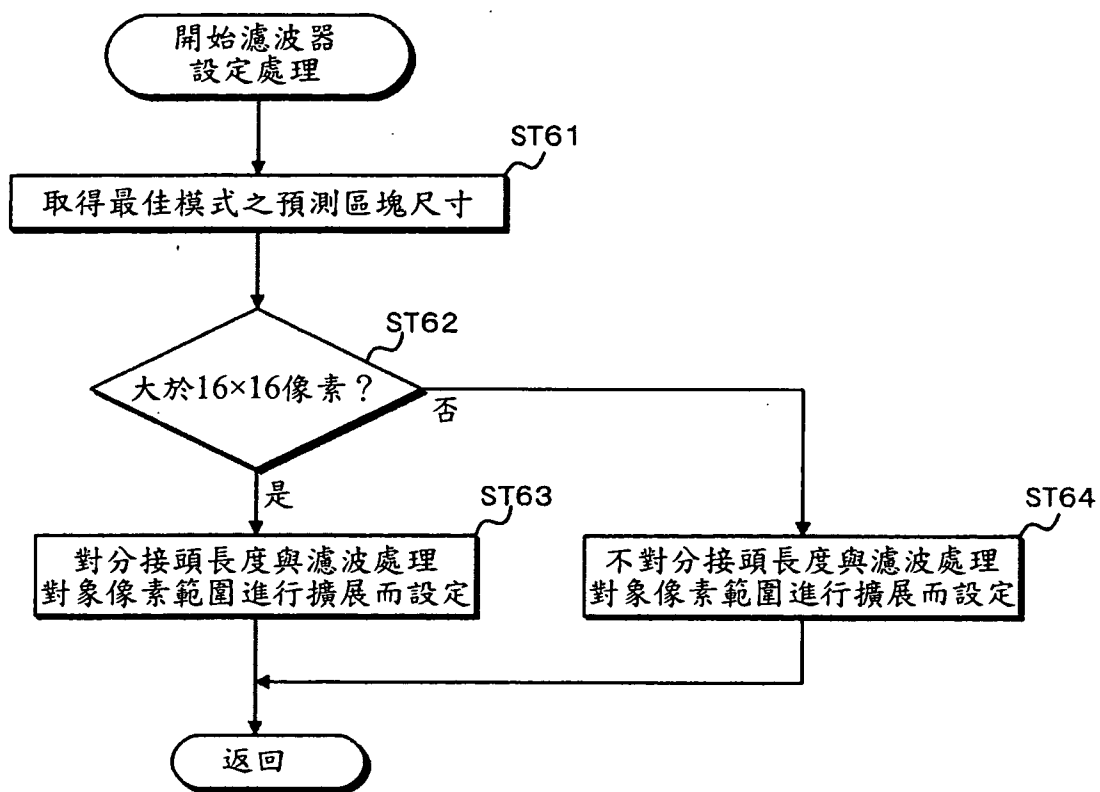 開始濾波器
設定處理
ST61
取得最佳模式之預測區塊尺寸
ST62
大於16×16像素？
否
是
ST63
對分接頭長度與濾波處理
對象像素範圍進行擴展而設定
ST64
不對分接頭長度與濾波處理
對象像素範圍進行擴展而設定
返回